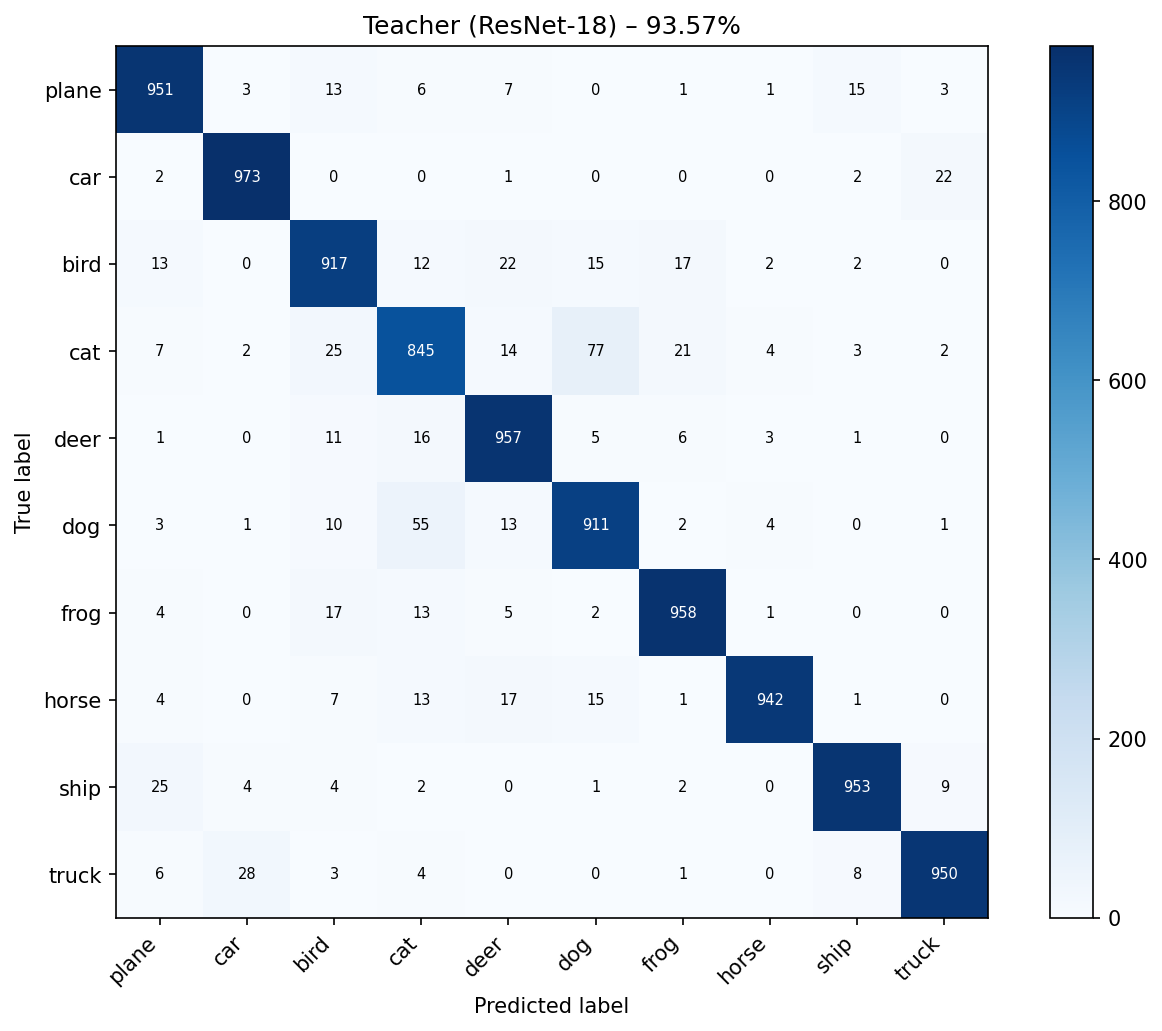 Teacher (ResNet-18) – 93.57%
plane 951 3 13 6 7 0 1 1 15 3
car 2 973 0 0 1 0 0 0 2 22
bird 13 0 917 12 22 15 17 2 2 0
cat 7 2 25 845 14 77 21 4 3 2
deer 1 0 11 16 957 5 6 3 1 0
dog 3 1 10 55 13 911 2 4 0 1
frog 4 0 17 13 5 2 958 1 0 0
horse 4 0 7 13 17 15 1 942 1 0
ship 25 4 4 2 0 1 2 0 953 9
truck 6 28 3 4 0 0 1 0 8 950
plane car bird cat deer dog frog horse ship truck
Predicted label
True label
800
600
400
200
0